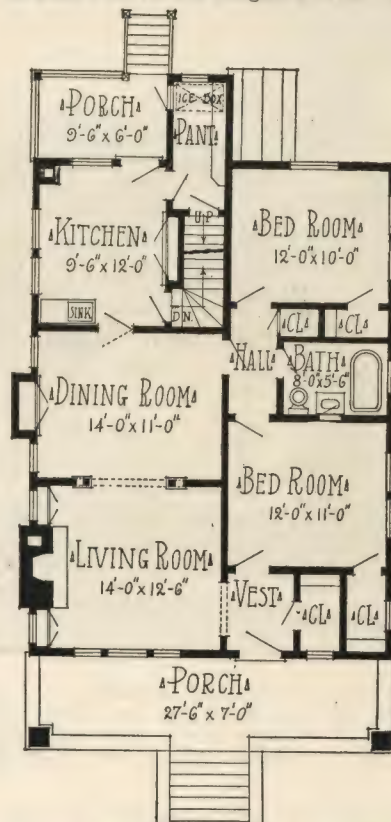 PORCH
9'-6" x 6'-0"
ICE-BOX
PANT.
KITCHEN
9'-6" x 12'-0"
UP
BED ROOM
12'-0" x 10'-0"
SINK
DN.
CL
CL
HALL
BATH
8'-0" x 5'-6"
DINING ROOM
14'-0" x 11'-0"
BED ROOM
12'-0" x 11'-0"
LIVING ROOM
14'-0" x 12'-6"
VEST
CL
CL
PORCH
27'-6" x 7'-0"